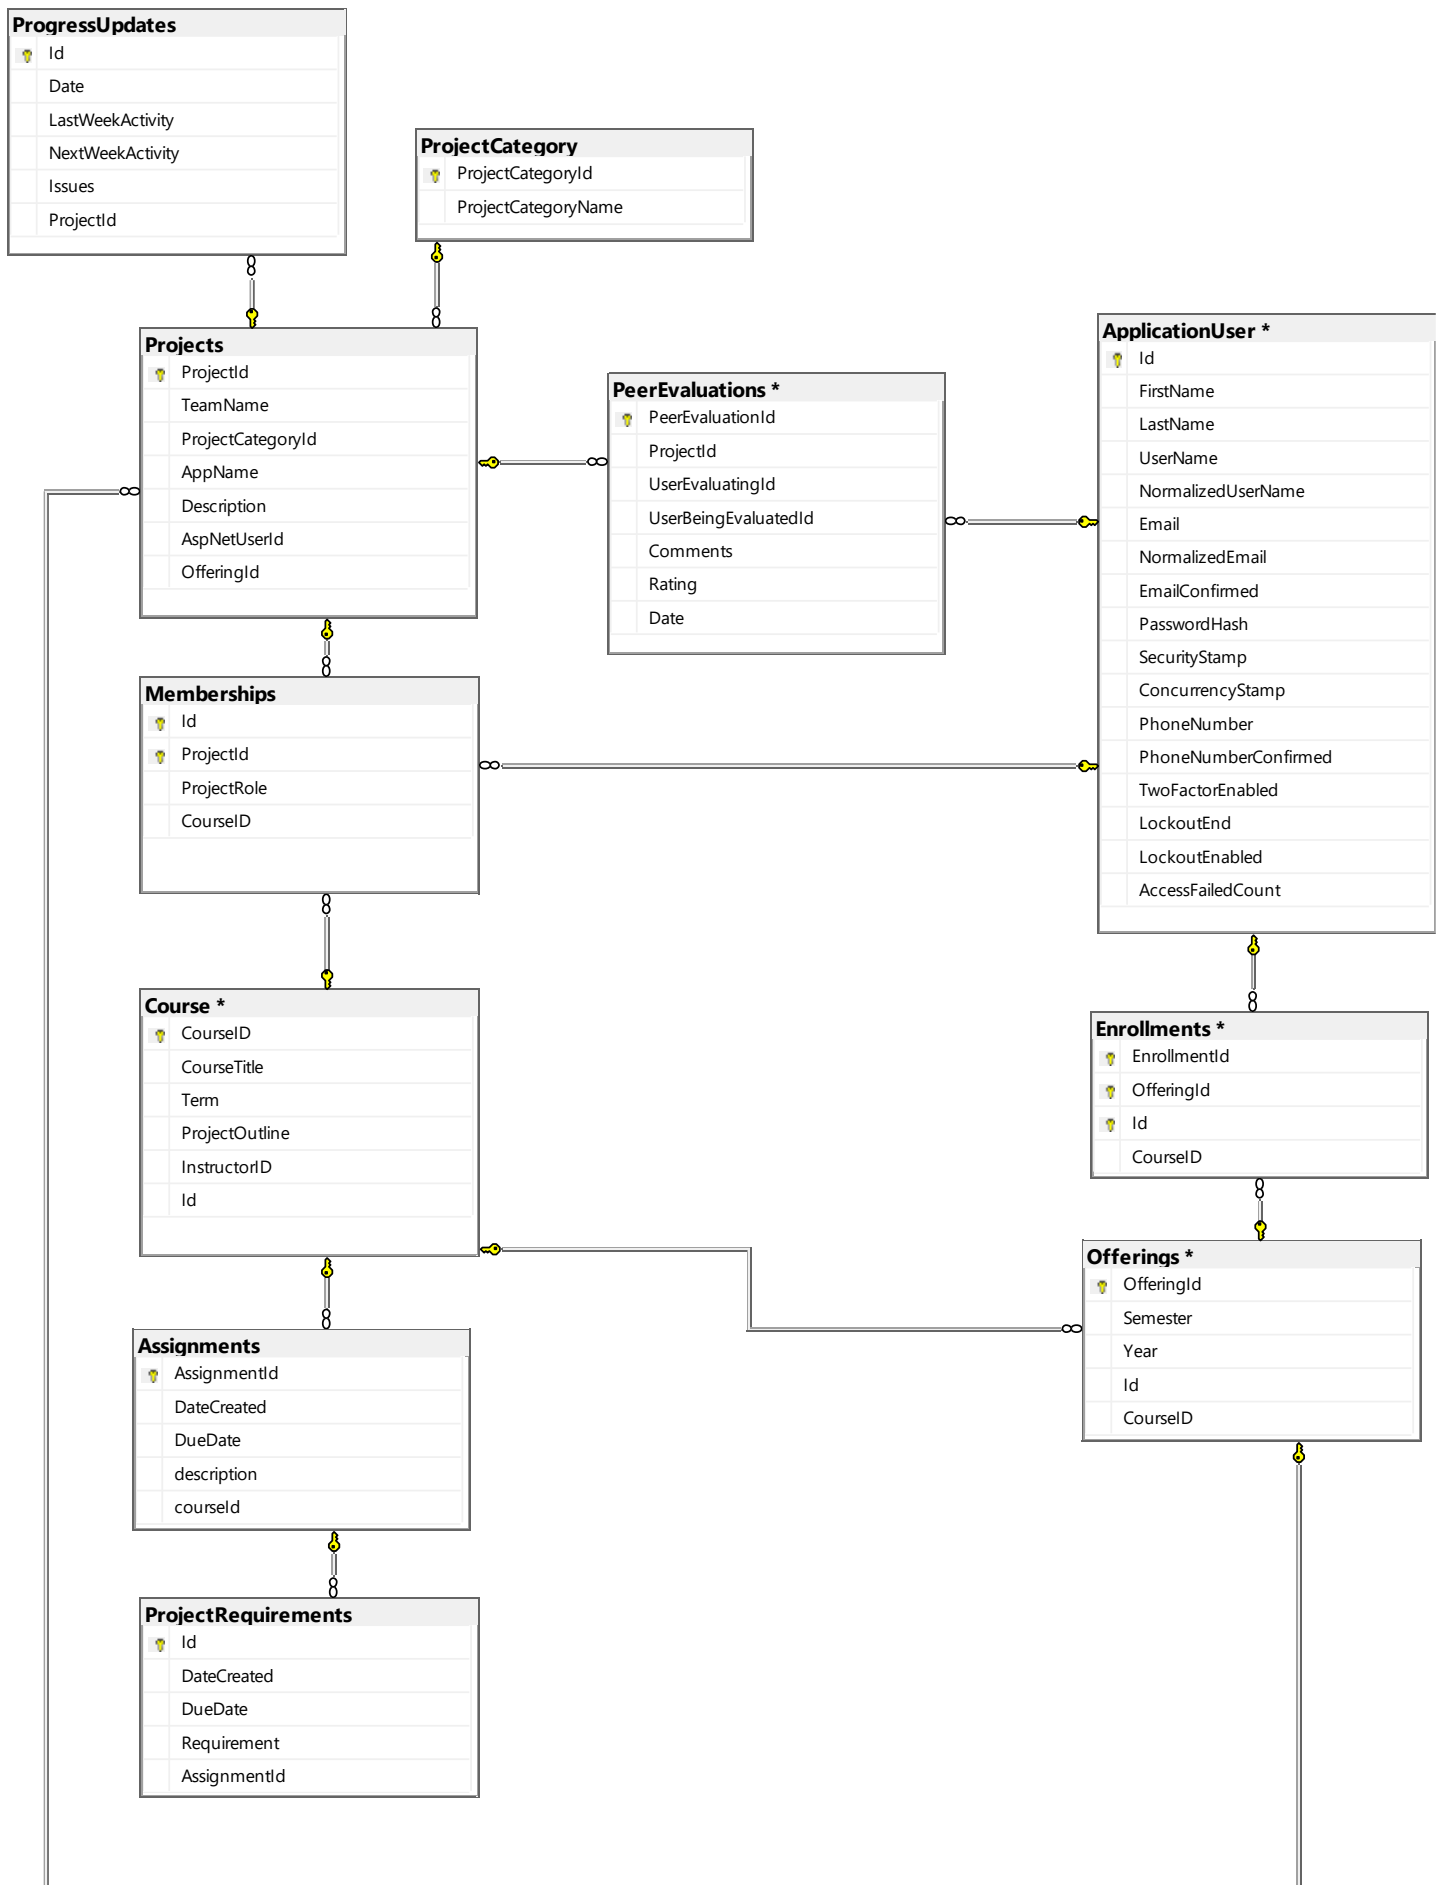 ProgressUpdates
Id
Date
LastWeekActivity
NextWeekActivity
Issues
ProjectId
ProjectCategory
ProjectCategoryId
ProjectCategoryName
Projects
ProjectId
TeamName
ProjectCategoryId
AppName
Description
AspNetUserId
OfferingId
PeerEvaluations *
PeerEvaluationId
ProjectId
UserEvaluatingId
UserBeingEvaluatedId
Comments
Rating
Date
ApplicationUser *
Id
FirstName
LastName
UserName
NormalizedUserName
Email
NormalizedEmail
EmailConfirmed
PasswordHash
SecurityStamp
ConcurrencyStamp
PhoneNumber
PhoneNumberConfirmed
TwoFactorEnabled
LockoutEnd
LockoutEnabled
AccessFailedCount
Memberships
Id
ProjectId
ProjectRole
CourseID
Course *
CourseID
CourseTitle
Term
ProjectOutline
InstructorID
Id
Enrollments *
EnrollmentId
OfferingId
Id
CourseID
Offerings *
OfferingId
Semester
Year
Id
CourseID
Assignments
AssignmentId
DateCreated
DueDate
description
courseId
ProjectRequirements
Id
DateCreated
DueDate
Requirement
AssignmentId